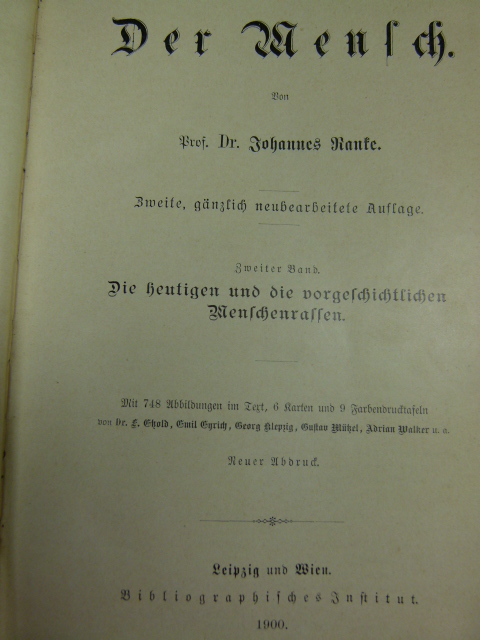 Der Mensch.
Von
Prof. Dr. Johannes Ranke.
Zweite, gänzlich neubearbeitete Auflage.
Zweiter Band.
Die heutigen und die vorgeschichtlichen
Menschenrassen.
Mit 748 Abbildungen im Text, 6 Karten und 9 Farbendrucktafeln
von Dr. E. Etzold, Emil Eyrich, Georg Klepzig, Gustav Mützel, Adrian Walker u. a.
Neuer Abdruck.
Leipzig und Wien.
Bibliographisches Institut.
1900.